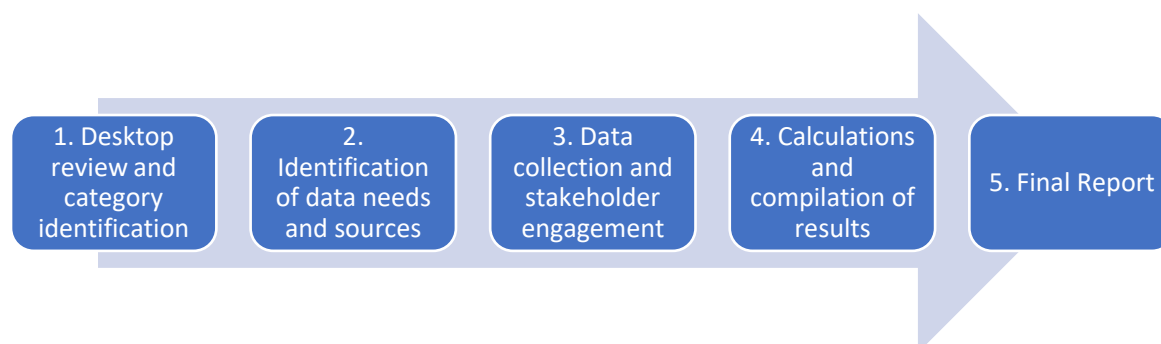 1. Desktop
review and
category
identification
2.
Identification
of data needs
and sources
3. Data
collection and
stakeholder
engagement
4. Calculations
and
compilation of
results
5. Final Report